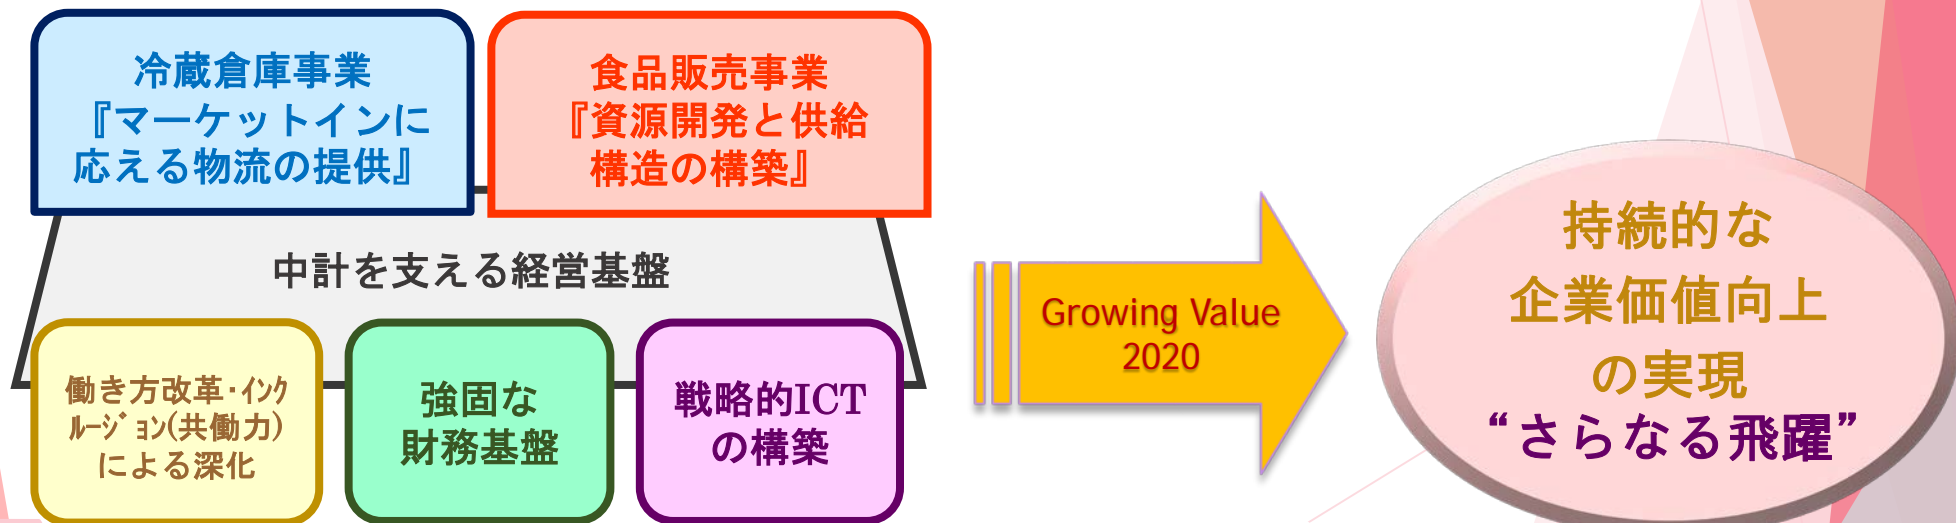 冷蔵倉庫事業
『マーケットインに
応える物流の提供』
食品販売事業
『資源開発と供給
構造の構築』
中計を支える経営基盤
働き方改革・ｲﾝｸ
ﾙｰｼﾞｮﾝ(共働力)
による深化
強固な
財務基盤
戦略的ICT
の構築
Growing Value
2020
持続的な
企業価値向上
の実現
“さらなる飛躍”